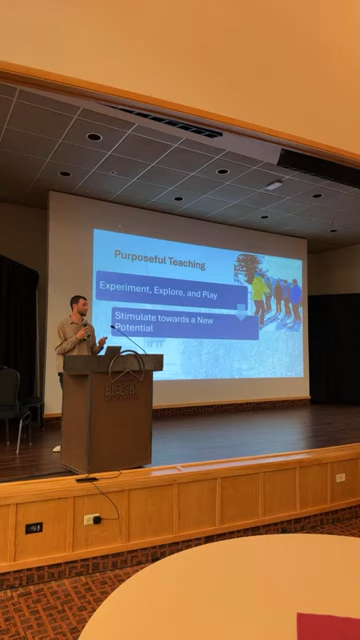 Purposeful Teaching
Experiment, Explore, and Play
Stimulate towards a New
Potential
BIG SKY